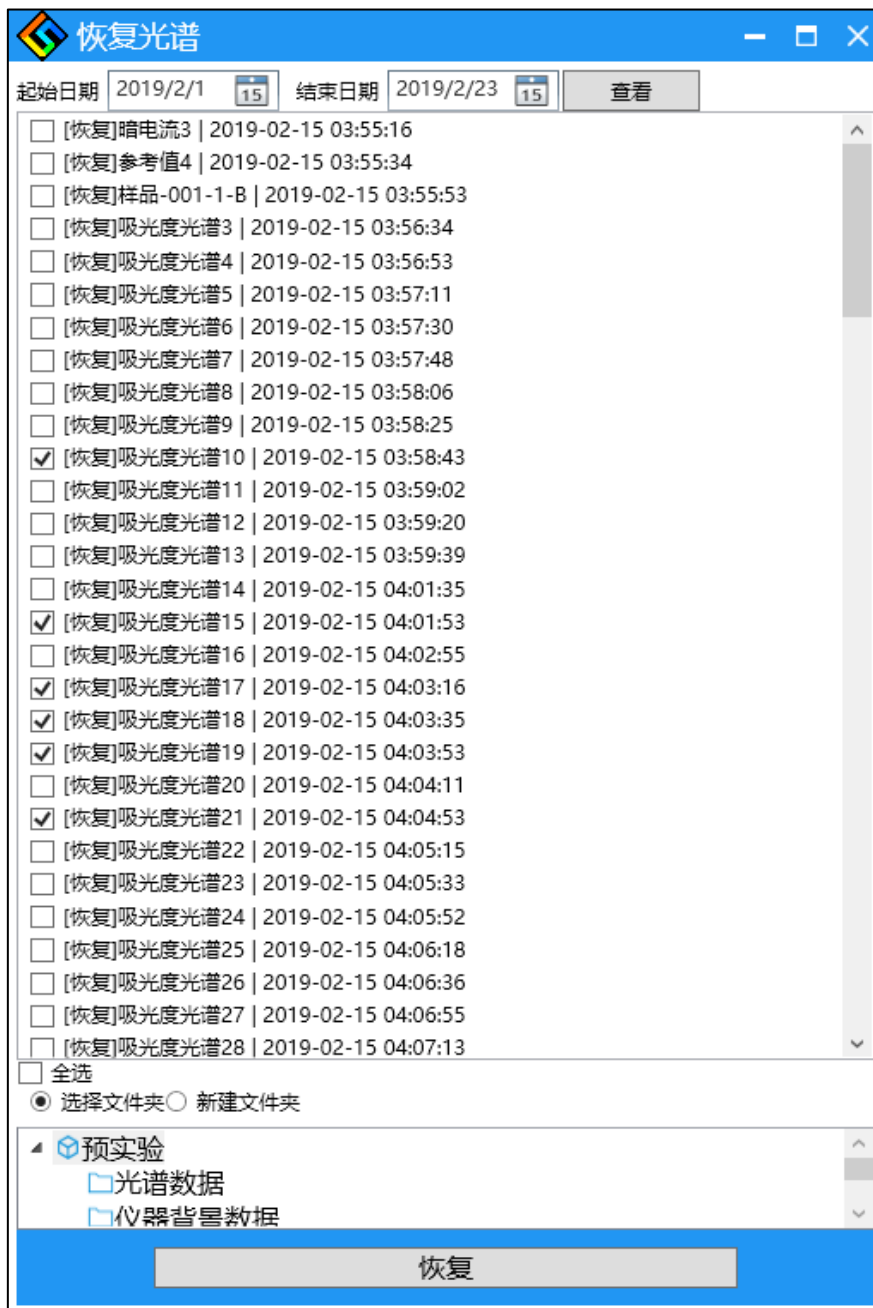 恢复光谱
起始日期 2019/2/1 15 结束日期 2019/2/23 15 查看
[恢复]暗电流3 | 2019-02-15 03:55:16
[恢复]参考值4 | 2019-02-15 03:55:34
[恢复]样品-001-1-B | 2019-02-15 03:55:53
[恢复]吸光度光谱3 | 2019-02-15 03:56:34
[恢复]吸光度光谱4 | 2019-02-15 03:56:53
[恢复]吸光度光谱5 | 2019-02-15 03:57:11
[恢复]吸光度光谱6 | 2019-02-15 03:57:30
[恢复]吸光度光谱7 | 2019-02-15 03:57:48
[恢复]吸光度光谱8 | 2019-02-15 03:58:06
[恢复]吸光度光谱9 | 2019-02-15 03:58:25
[恢复]吸光度光谱10 | 2019-02-15 03:58:43
[恢复]吸光度光谱11 | 2019-02-15 03:59:02
[恢复]吸光度光谱12 | 2019-02-15 03:59:20
[恢复]吸光度光谱13 | 2019-02-15 03:59:39
[恢复]吸光度光谱14 | 2019-02-15 04:01:35
[恢复]吸光度光谱15 | 2019-02-15 04:01:53
[恢复]吸光度光谱16 | 2019-02-15 04:02:55
[恢复]吸光度光谱17 | 2019-02-15 04:03:16
[恢复]吸光度光谱18 | 2019-02-15 04:03:35
[恢复]吸光度光谱19 | 2019-02-15 04:03:53
[恢复]吸光度光谱20 | 2019-02-15 04:04:11
[恢复]吸光度光谱21 | 2019-02-15 04:04:53
[恢复]吸光度光谱22 | 2019-02-15 04:05:15
[恢复]吸光度光谱23 | 2019-02-15 04:05:33
[恢复]吸光度光谱24 | 2019-02-15 04:05:52
[恢复]吸光度光谱25 | 2019-02-15 04:06:18
[恢复]吸光度光谱26 | 2019-02-15 04:06:36
[恢复]吸光度光谱27 | 2019-02-15 04:06:55
[恢复]吸光度光谱28 | 2019-02-15 04:07:13
全选
选择文件夹 新建文件夹
预实验
光谱数据
仪器背景数据
恢复